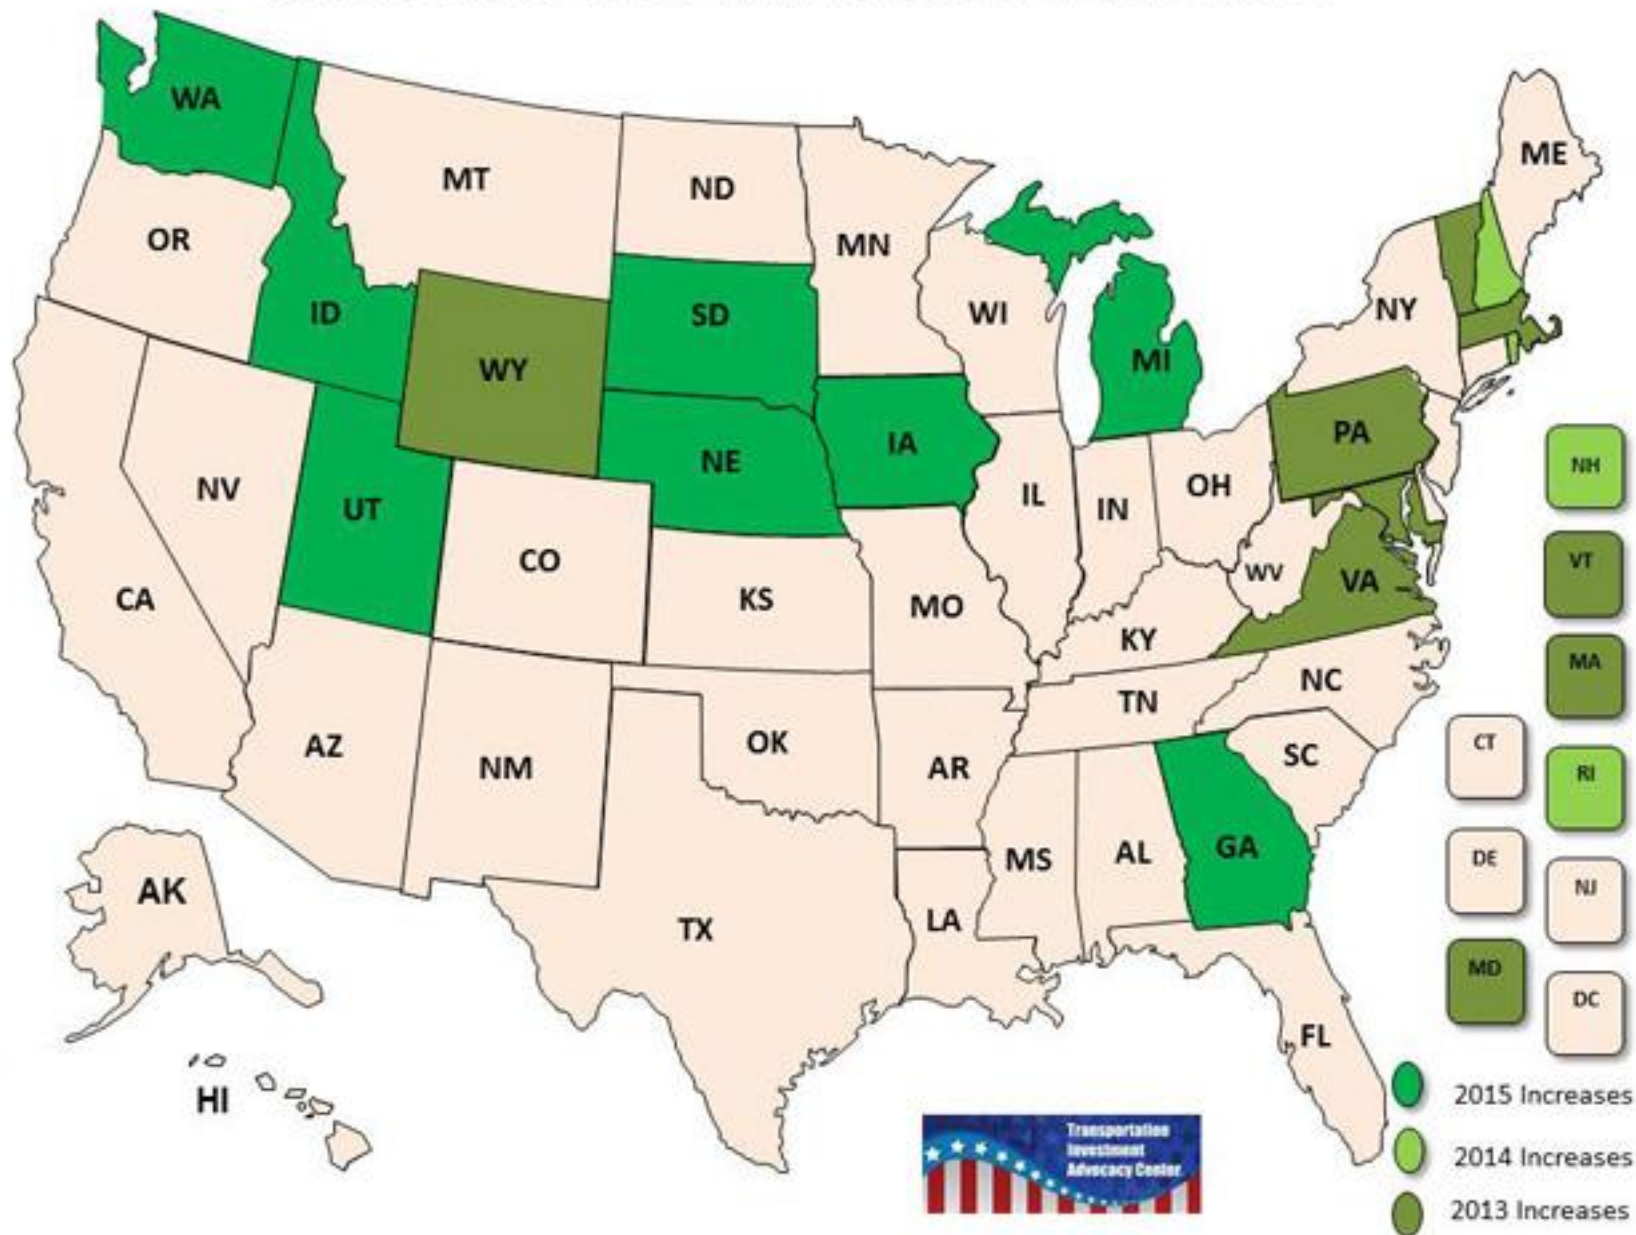 WA
MT
ND
MN
ME
OR
ID
SD
WI
MI
NY
WY
IA
PA
NE
NV
UT
CO
IL
IN
OH
WV
VA
CA
KS
MO
KY
NC
TN
AZ
NM
OK
AR
SC
MS
AL
GA
AK
TX
LA
FL
HI
NH
VT
MA
CT
RI
DE
NJ
MD
DC
2015 Increases
2014 Increases
2013 Increases
Transportation
Investment
Advocacy Center